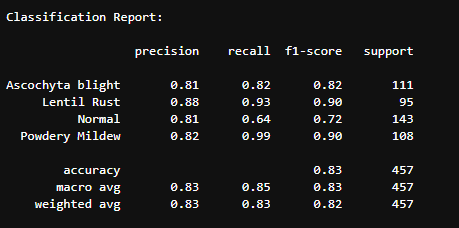 Classification Report:
precision recall f1-score support
Ascochyta blight 0.81 0.82 0.82 111
Lentil Rust 0.88 0.93 0.90 95
Normal 0.81 0.64 0.72 143
Powdery Mildew 0.82 0.99 0.90 108
accuracy 0.83 457
macro avg 0.83 0.85 0.83 457
weighted avg 0.83 0.83 0.82 457